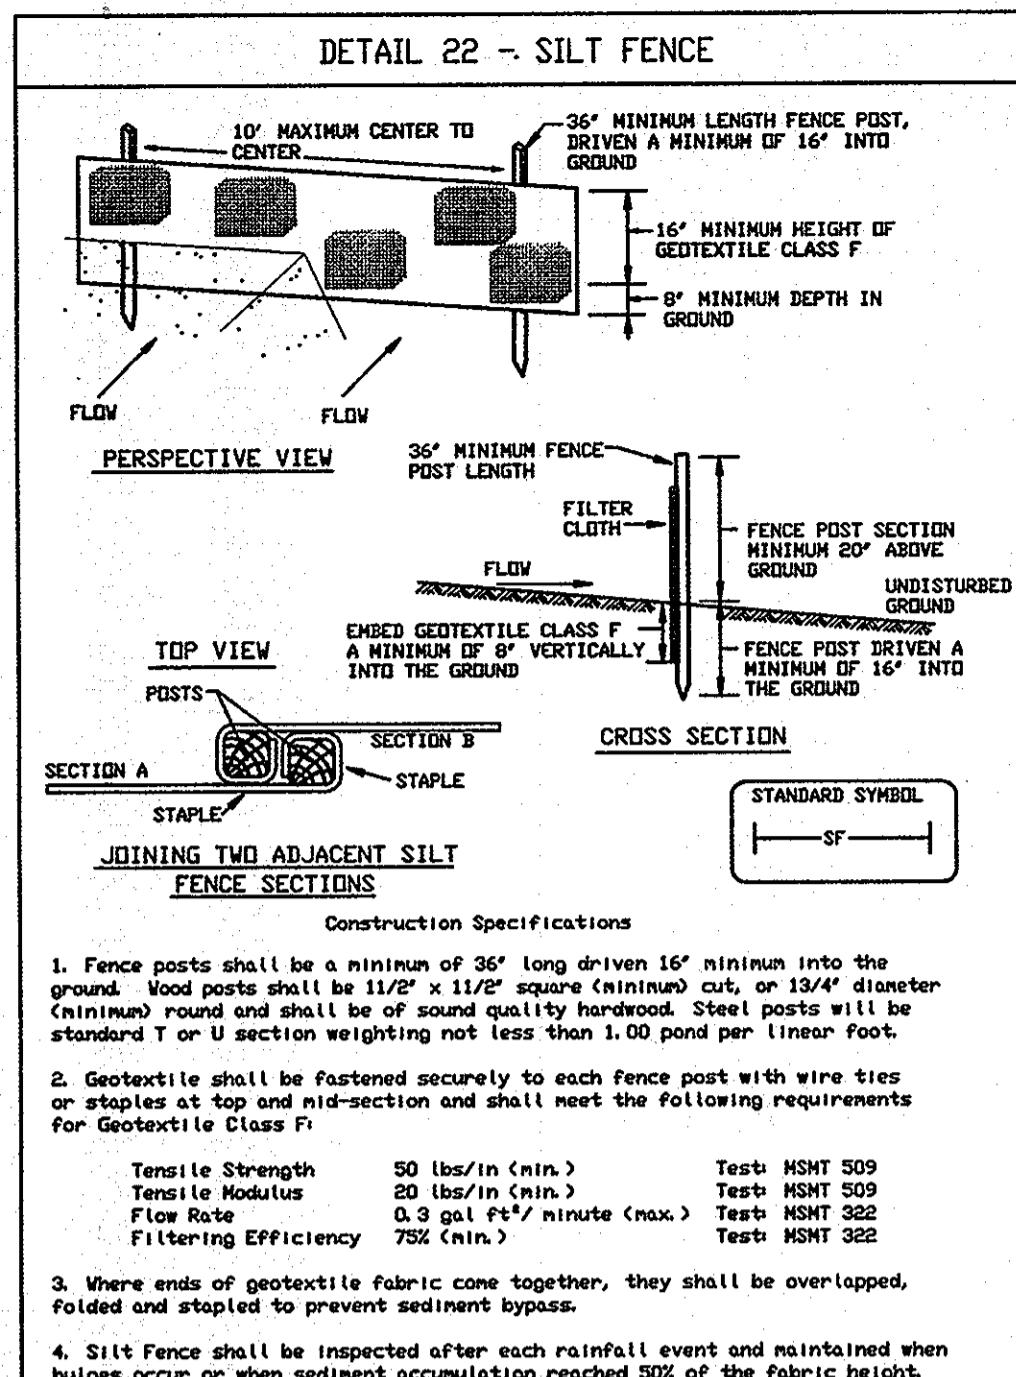 DETAIL 22 - SILT FENCE
10' MAXIMUM CENTER TO
CENTER
36" MINIMUM LENGTH FENCE POST,
DRIVEN A MINIMUM OF 16" INTO
GROUND
16" MINIMUM HEIGHT OF
GEOTEXTILE CLASS F
8" MINIMUM DEPTH IN
GROUND
FLOW
FLOW
PERSPECTIVE VIEW
36" MINIMUM FENCE
POST LENGTH
FILTER
CLOTH
FENCE POST SECTION
MINIMUM 20" ABOVE
GROUND
FLOW
UNDISTURBED
GROUND
EMBED GEOTEXTILE CLASS F
A MINIMUM OF 8" VERTICALLY
INTO THE GROUND
FENCE POST DRIVEN A
MINIMUM OF 16" INTO
THE GROUND
CROSS SECTION
TOP VIEW
POSTS
SECTION B
SECTION A
STAPLE
STAPLE
JOINING TWO ADJACENT SILT
FENCE SECTIONS
STANDARD SYMBOL
SF
Construction Specifications
1. Fence posts shall be a minimum of 36" long driven 16" minimum into the
ground. Wood posts shall be 11/2" x 11/2" square (minimum) cut, or 13/4" diameter
(minimum) round and shall be of sound quality hardwood. Steel posts will be
standard T or U section weighting not less than 1.00 pond per linear foot.
2. Geotextile shall be fastened securely to each fence post with wire ties
or staples at top and mid-section and shall meet the following requirements
for Geotextile Class F:
Tensile Strength 50 lbs/in (min.) Test: MSMT 509
Tensile Modulus 20 lbs/in (min.) Test: MSMT 509
Flow Rate 0.3 gal ft²/ minute (max.) Test: MSMT 322
Filtering Efficiency 75% (min.) Test: MSMT 322
3. Where ends of geotextile fabric come together, they shall be overlapped,
folded and stapled to prevent sediment bypass.
4. Silt Fence shall be inspected after each rainfall event and maintained when
bulges occur or when sediment accumulation reached 50% of the fabric height.